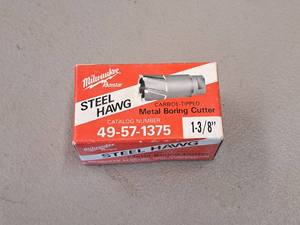 Milwaukee
STEEL
HAWG
CARBIDE-TIPPED
Metal Boring Cutter
CATALOG NUMBER
49-57-1375
1-3/8"
STEEL HAWG